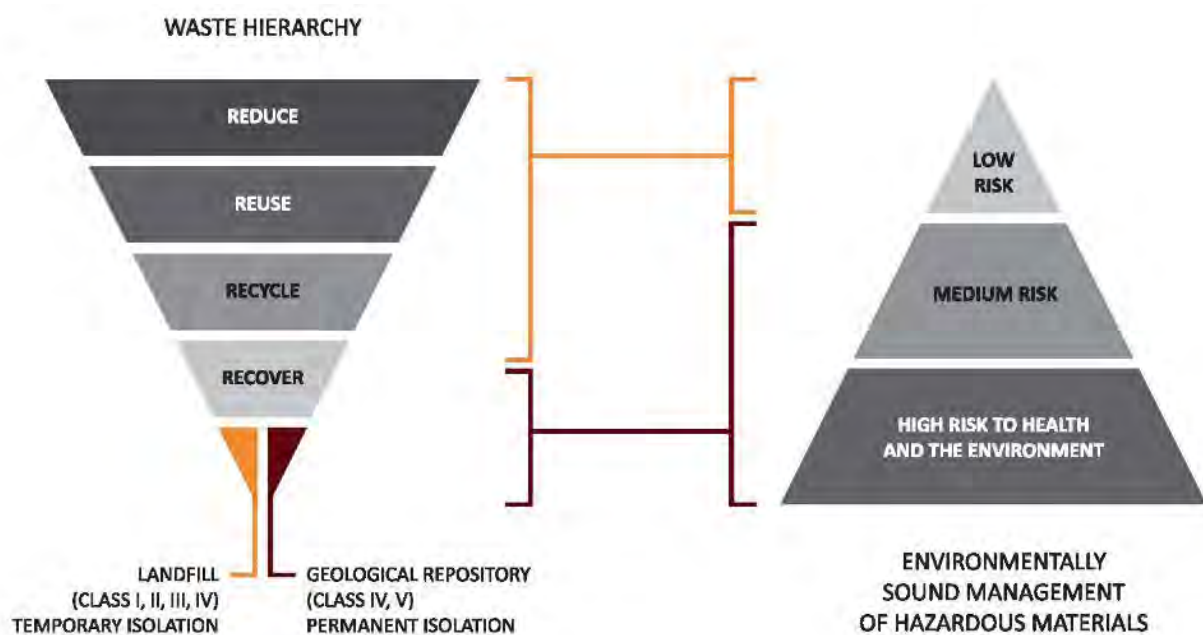 WASTE HIERARCHY
REDUCE
REUSE
RECYCLE
RECOVER
LANDFILL
(CLASS I, II, III, IV)
TEMPORARY ISOLATION
GEOLOGICAL REPOSITORY
(CLASS IV, V)
PERMANENT ISOLATION
LOW
RISK
MEDIUM RISK
HIGH RISK TO HEALTH
AND THE ENVIRONMENT
ENVIRONMENTALLY
SOUND MANAGEMENT
OF HAZARDOUS MATERIALS